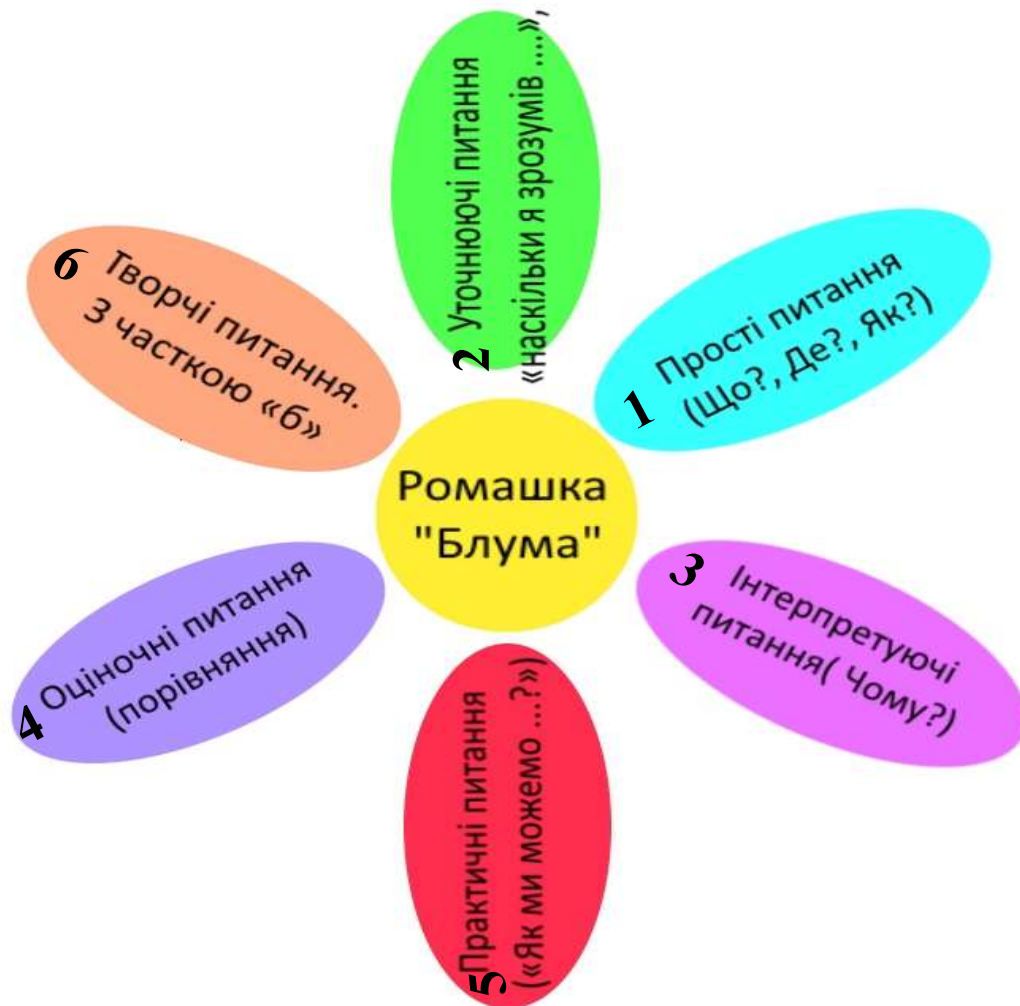 Ромашка
"Блума"
1 Прості питання
(Що?, Де?, Як?)
2 Уточнюючі питання
«наскільки я зрозумів ....»,
3 Інтерпретуючі
питання( Чому?)
4 Оціночні питання
(порівняння)
5 Практичні питання
(«Як ми можемо ...?»)
6 Творчі питання.
З часткою «б»